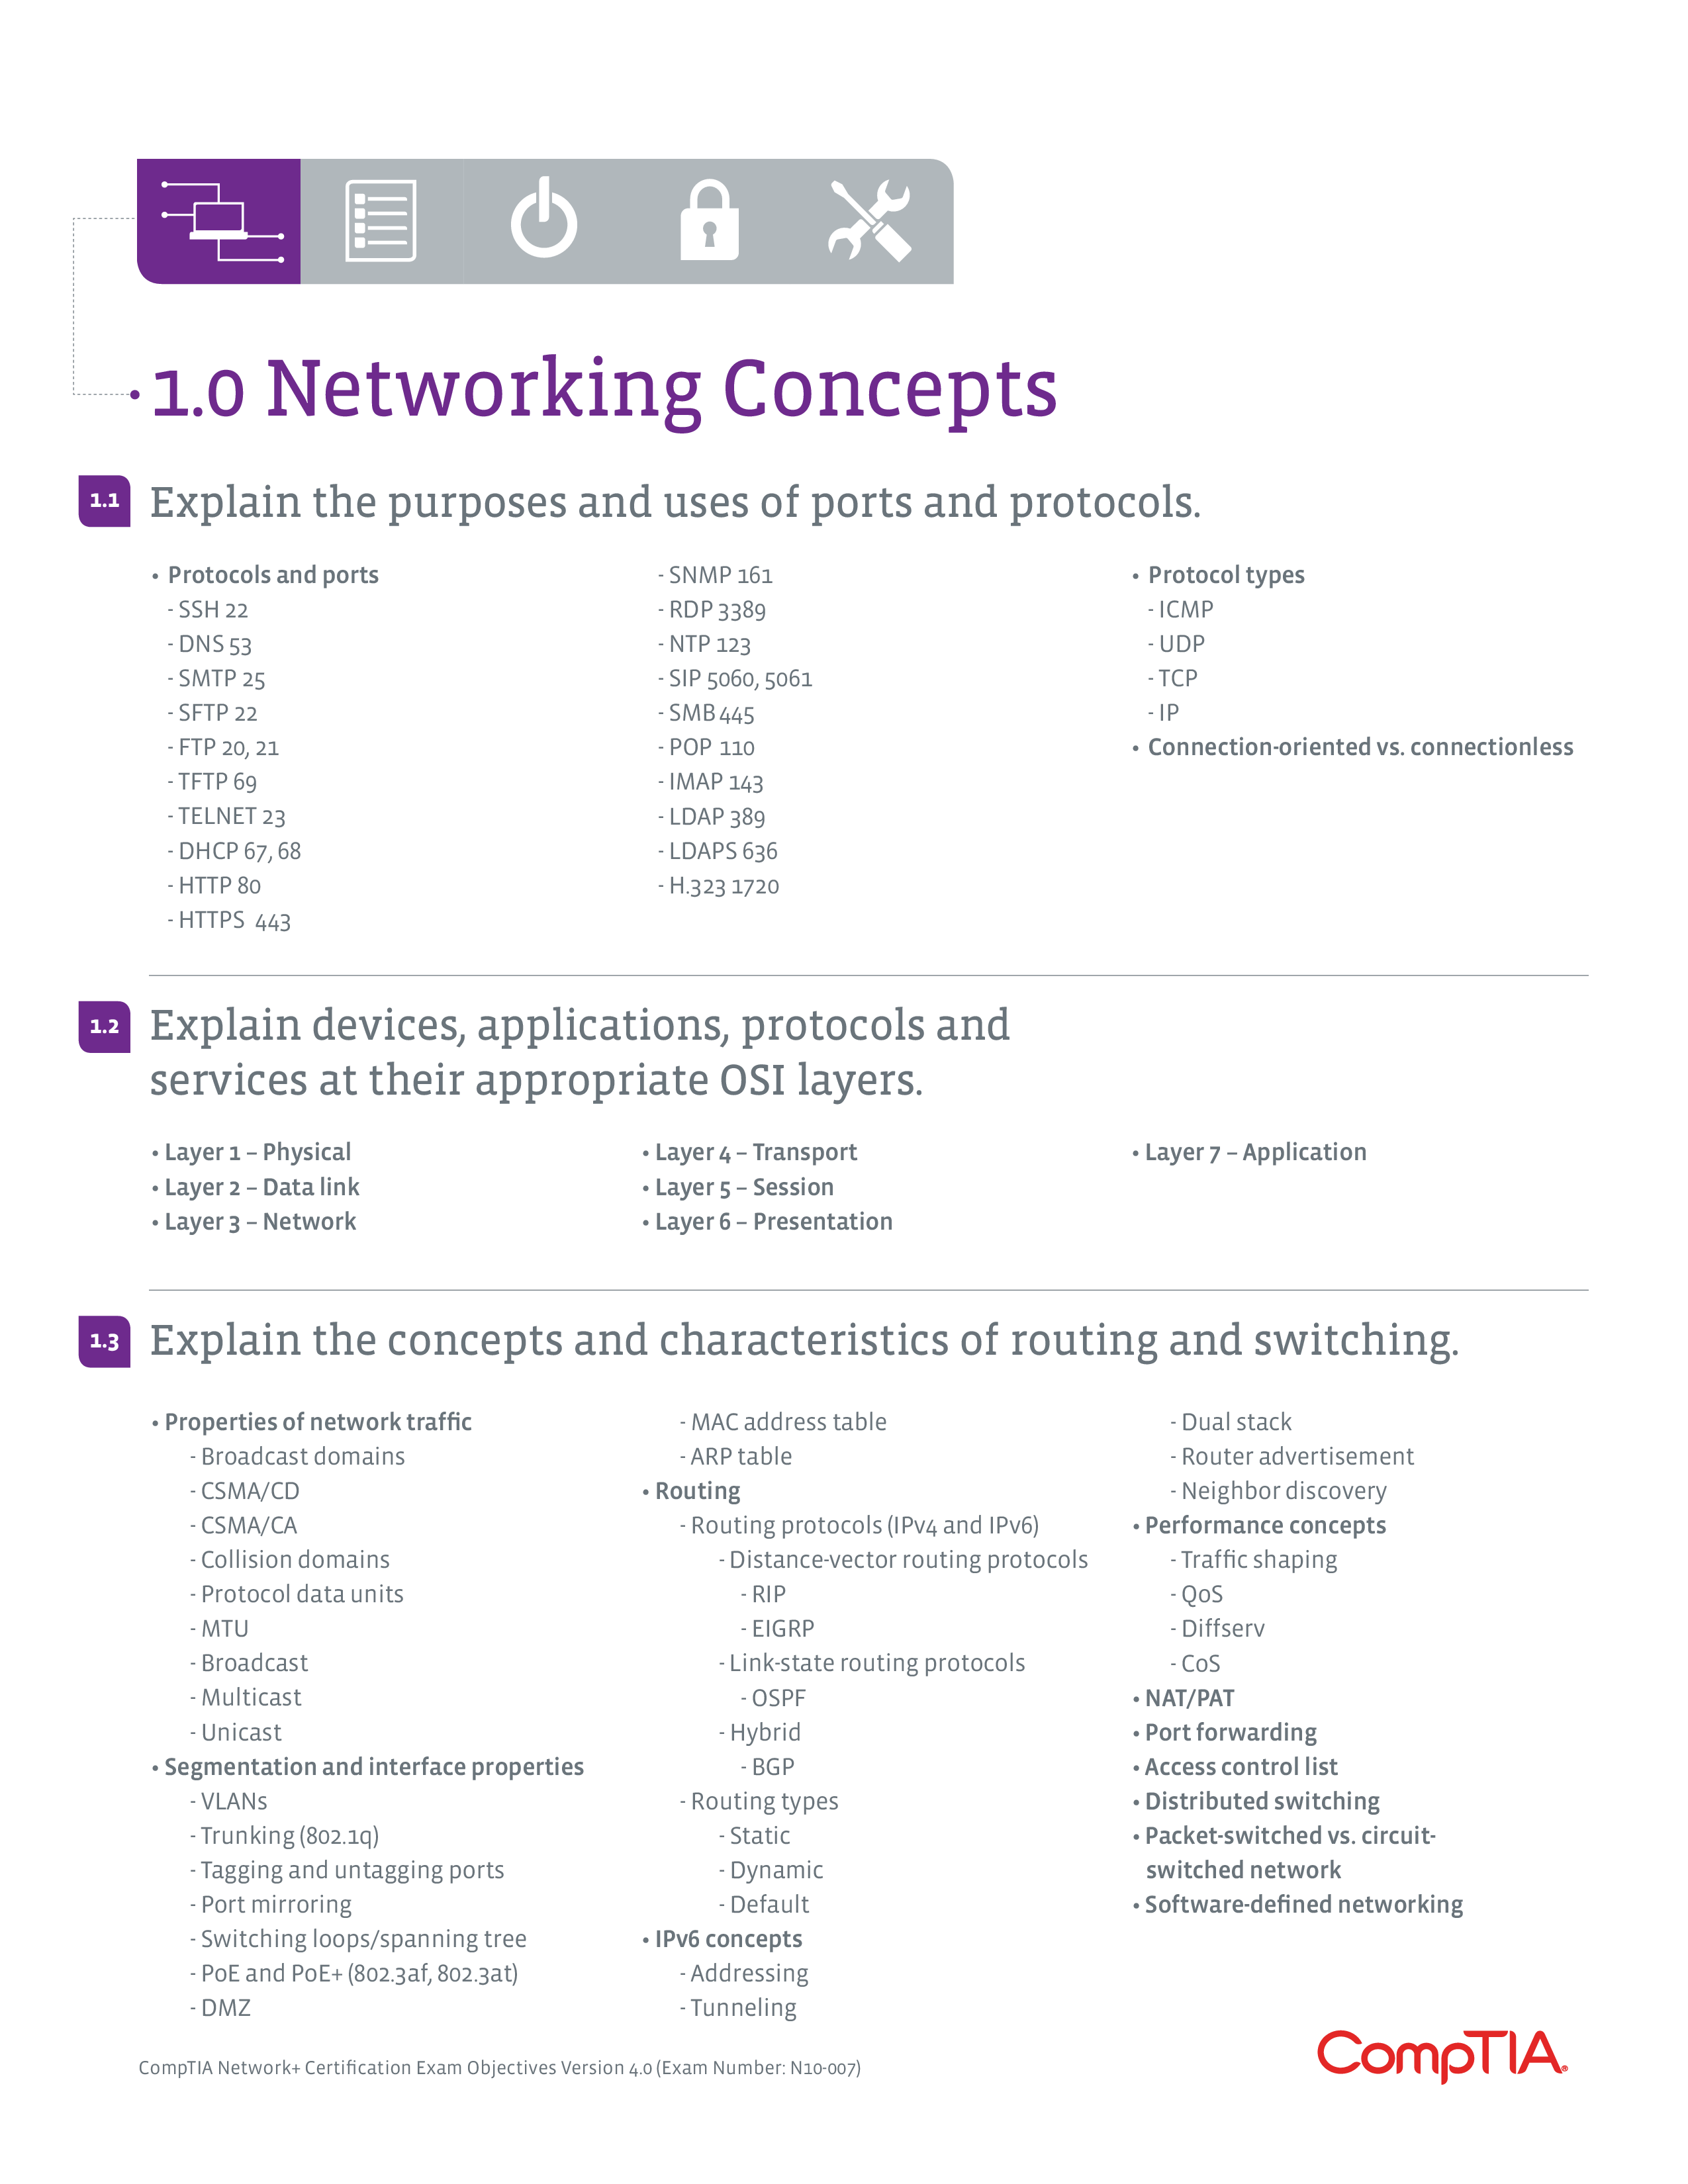 1.0 Networking Concepts
1.1 Explain the purposes and uses of ports and protocols.
• Protocols and ports
- SSH 22
- DNS 53
- SMTP 25
- SFTP 22
- FTP 20, 21
- TFTP 69
- TELNET 23
- DHCP 67, 68
- HTTP 80
- HTTPS 443
- SNMP 161
- RDP 3389
- NTP 123
- SIP 5060, 5061
- SMB 445
- POP 110
- IMAP 143
- LDAP 389
- LDAPS 636
- H.323 1720
• Protocol types
- ICMP
- UDP
- TCP
- IP
• Connection-oriented vs. connectionless
1.2 Explain devices, applications, protocols and
services at their appropriate OSI layers.
• Layer 1 – Physical
• Layer 2 – Data link
• Layer 3 – Network
• Layer 4 – Transport
• Layer 5 – Session
• Layer 6 – Presentation
• Layer 7 – Application
1.3 Explain the concepts and characteristics of routing and switching.
• Properties of network traffic
- Broadcast domains
- CSMA/CD
- CSMA/CA
- Collision domains
- Protocol data units
- MTU
- Broadcast
- Multicast
- Unicast
• Segmentation and interface properties
- VLANs
- Trunking (802.1q)
- Tagging and untagging ports
- Port mirroring
- Switching loops/spanning tree
- PoE and PoE+ (802.3af, 802.3at)
- DMZ
- MAC address table
- ARP table
• Routing
- Routing protocols (IPv4 and IPv6)
- Distance-vector routing protocols
- RIP
- EIGRP
- Link-state routing protocols
- OSPF
- Hybrid
- BGP
- Routing types
- Static
- Dynamic
- Default
• IPv6 concepts
- Addressing
- Tunneling
- Dual stack
- Router advertisement
- Neighbor discovery
• Performance concepts
- Traffic shaping
- QoS
- Diffserv
- CoS
• NAT/PAT
• Port forwarding
• Access control list
• Distributed switching
• Packet-switched vs. circuit-
switched network
• Software-defined networking
CompTIA Network+ Certification Exam Objectives Version 4.0 (Exam Number: N10-007)
CompTIA®